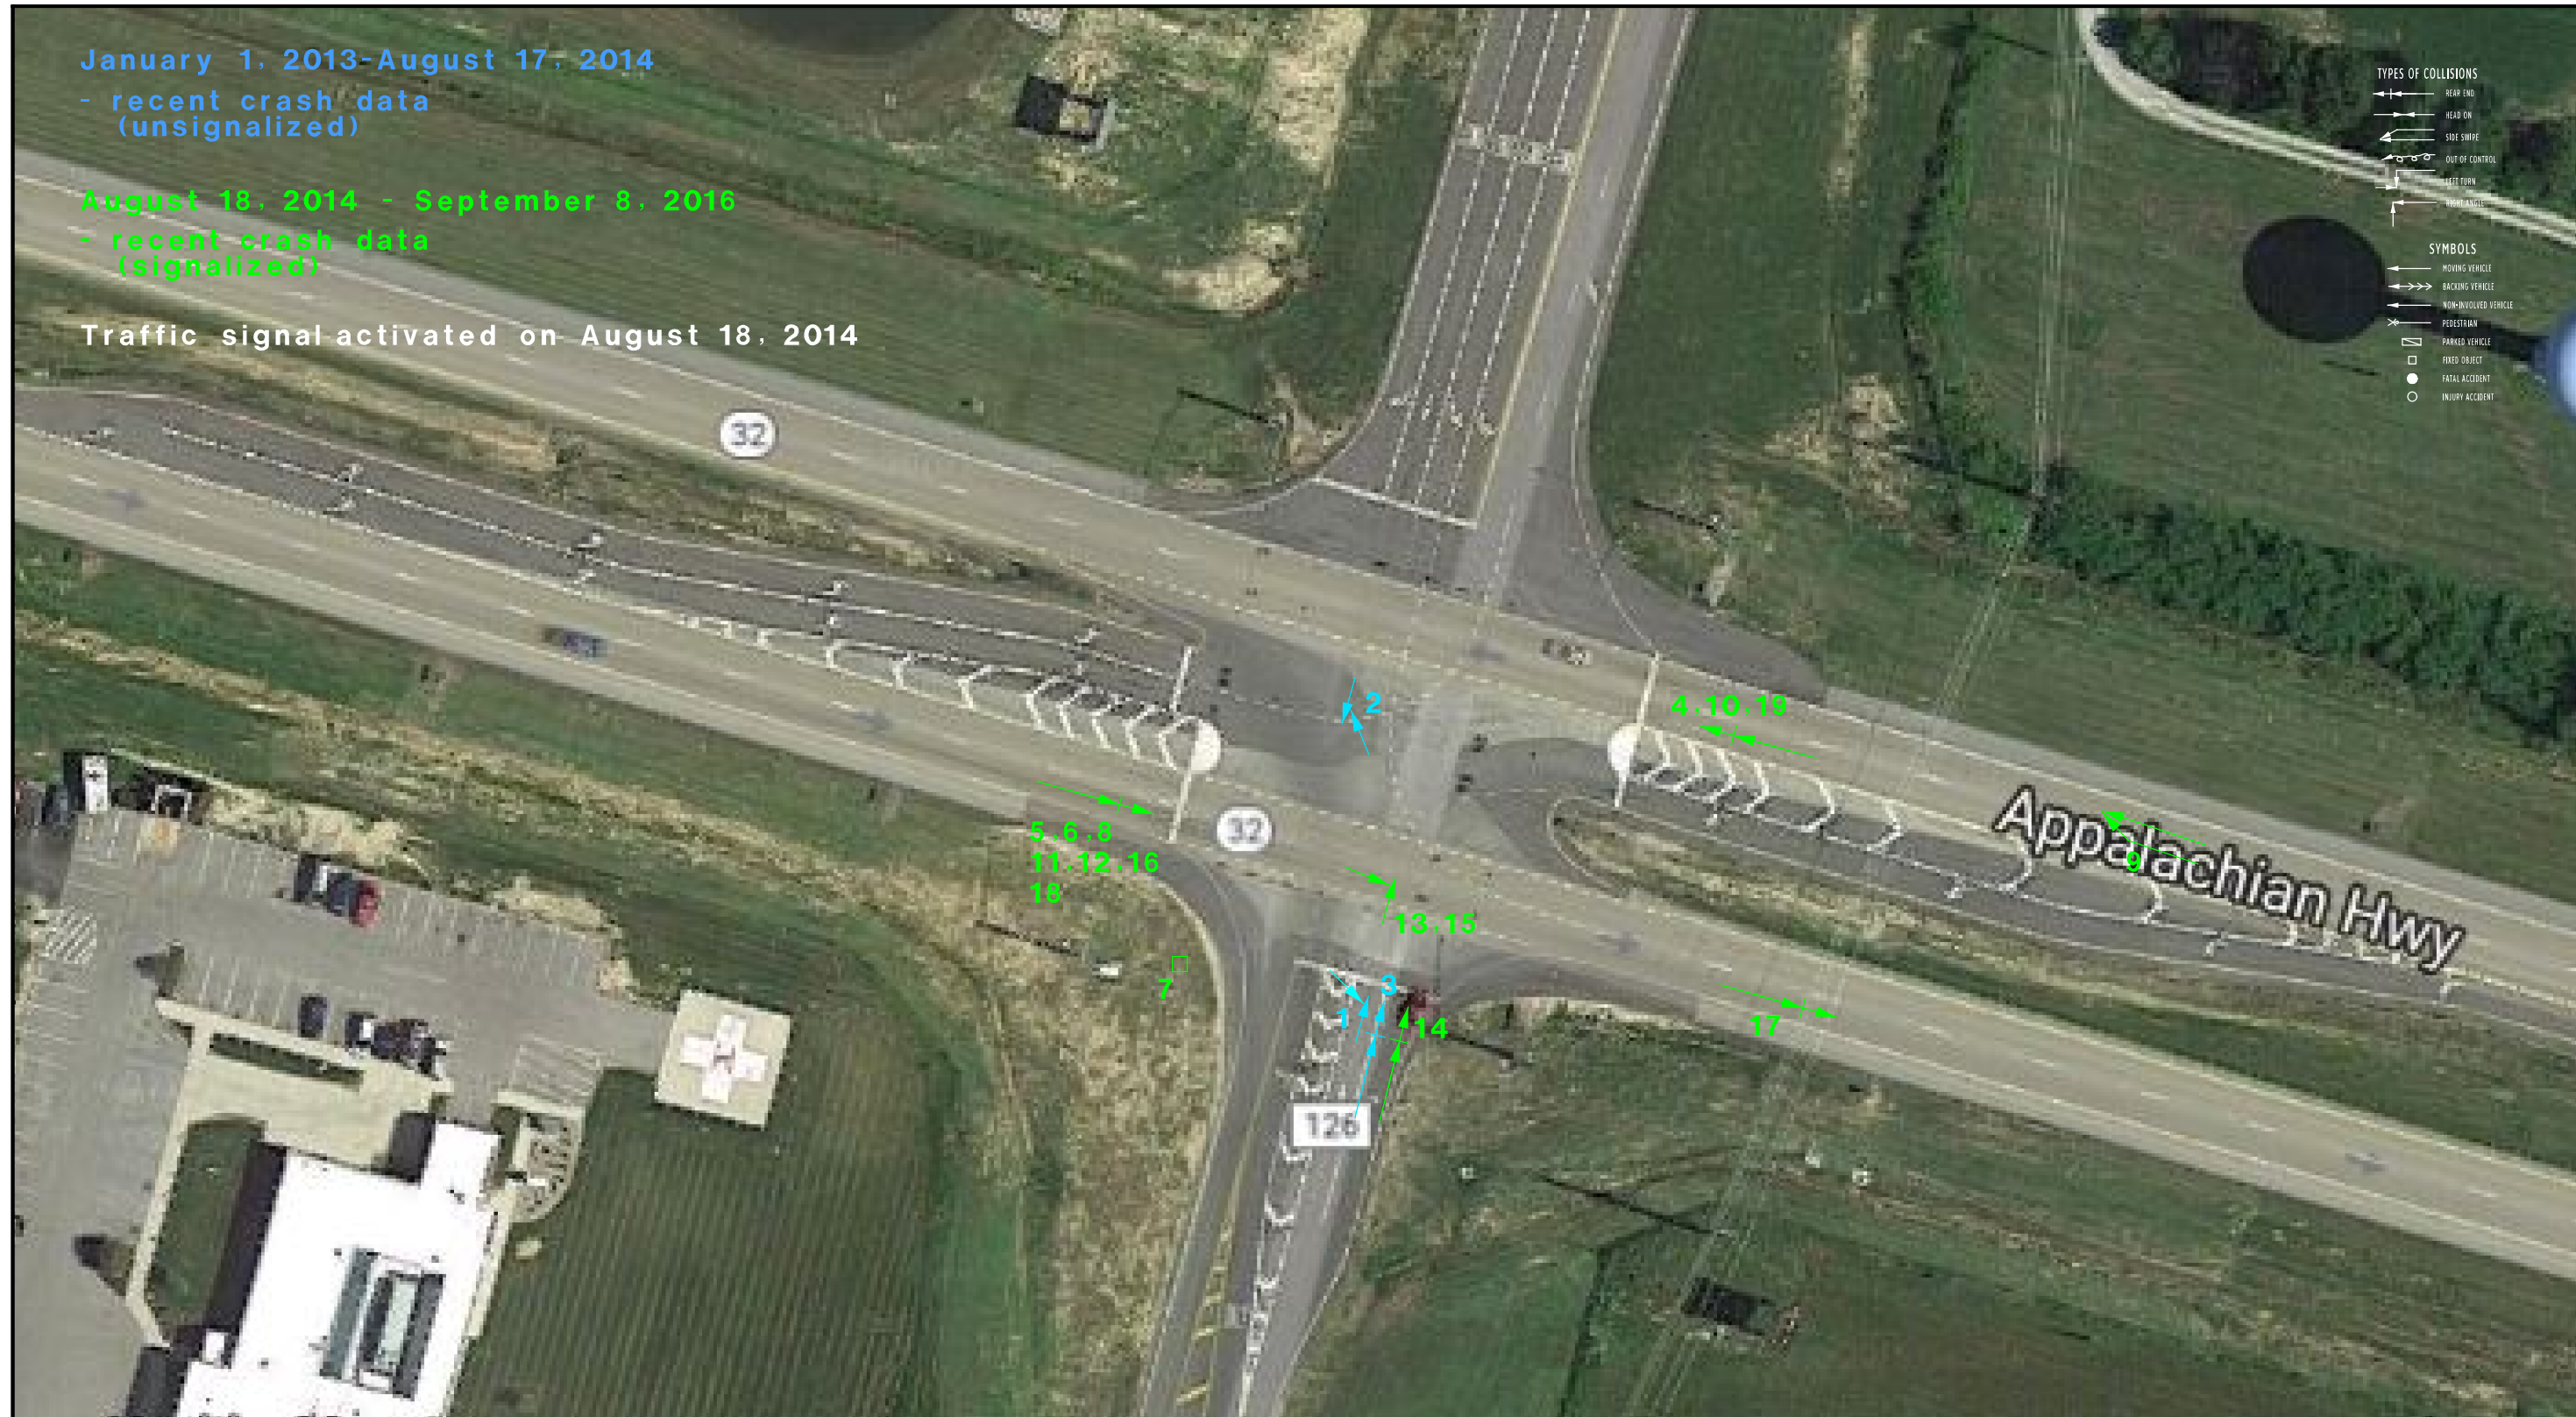 January 1, 2013-August 17, 2014
- recent crash data
(unsignalized)
August 18, 2014 - September 8, 2016
- recent crash data
(signalized)
Traffic signal activated on August 18, 2014
TYPES OF COLLISIONS
REAR END
HEAD ON
SIDE SWIPE
OUT OF CONTROL
LEFT TURN
RIGHT ANGLE
SYMBOLS
MOVING VEHICLE
BACKING VEHICLE
NON-INVOLVED VEHICLE
PEDESTRIAN
PARKED VEHICLE
FIXED OBJECT
FATAL ACCIDENT
INJURY ACCIDENT
32
2
4,10,19
5,6,8
11,12,16
18
32
Appalachian Hwy
9
13,15
7
3
1
14
17
126
H